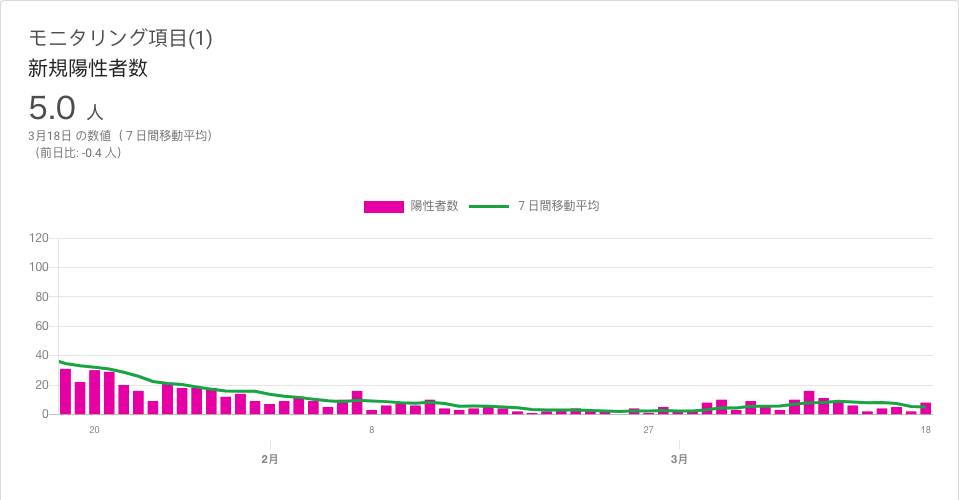 モニタリング項目(1)
新規陽性者数
5.0 人
3月18日 の数値（７日間移動平均）
（前日比: -0.4 人）
陽性者数 ７日間移動平均
120
100
80
60
40
20
0
20 8 27 18
2月 3月